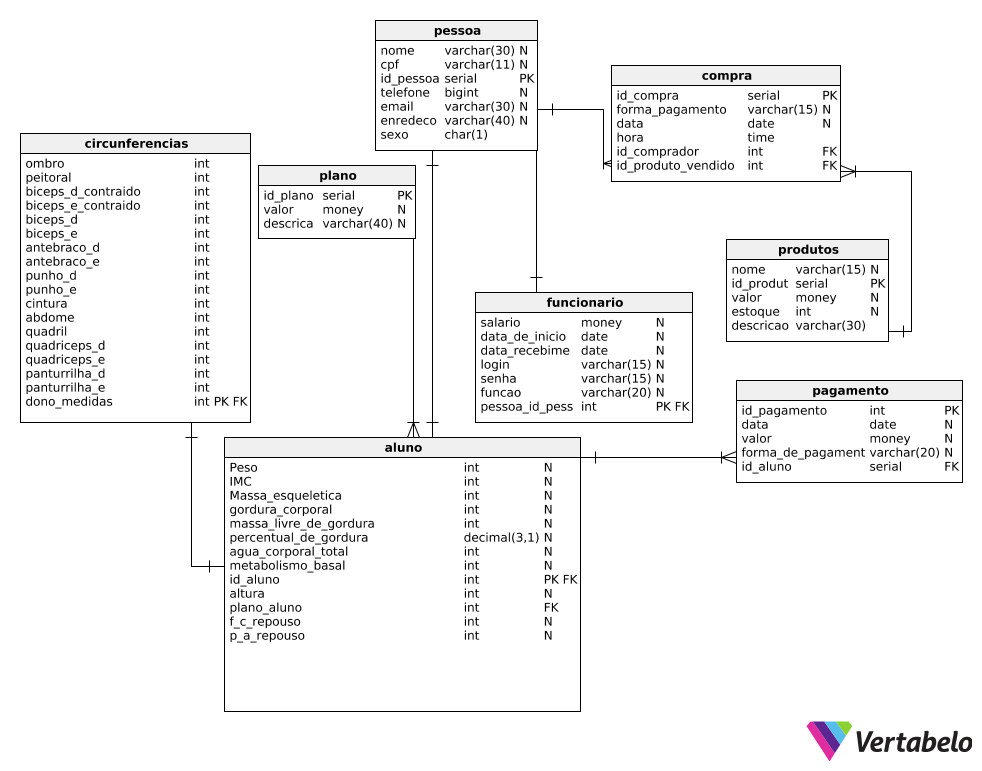 pessoa
nome varchar(30) N
cpf varchar(11) N
id_pessoa serial PK
telefone bigint N
email varchar(30) N
enredeco varchar(40) N
sexo char(1)
compra
id_compra serial PK
forma_pagamento varchar(15) N
data date N
hora time
id_comprador int FK
id_produto_vendido int FK
circunferencias
ombro int
peitoral int
biceps_d_contraido int
biceps_e_contraido int
biceps_d int
biceps_e int
antebraco_d int
antebraco_e int
punho_d int
punho_e int
cintura int
abdome int
quadril int
quadriceps_d int
quadriceps_e int
panturrilha_d int
panturrilha_e int
dono_medidas int PK FK
plano
id_plano serial PK
valor money N
descrica varchar(40) N
produtos
nome varchar(15) N
id_produt serial PK
valor money N
estoque int N
descricao varchar(30)
funcionario
salario money N
data_de_inicio date N
data_recebime date N
login varchar(15) N
senha varchar(15) N
funcao varchar(20) N
pessoa_id_pess int PK FK
pagamento
id_pagamento int PK
data date N
valor money N
forma_de_pagament varchar(20) N
id_aluno serial FK
aluno
Peso int N
IMC int N
Massa_esqueletica int N
gordura_corporal int N
massa_livre_de_gordura int N
percentual_de_gordura decimal(3,1) N
agua_corporal_total int N
metabolismo_basal int N
id_aluno int PK FK
altura int N
plano_aluno int FK
f_c_repouso int N
p_a_repouso int N
Vertabelo